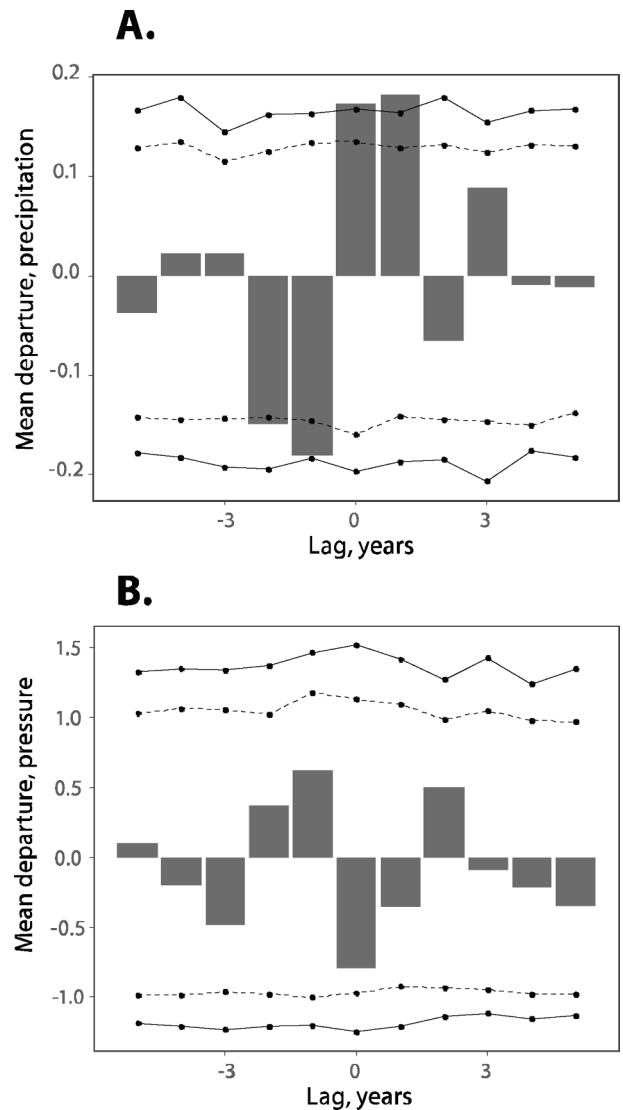 A.
Mean departure, precipitation
0.2
0.1
0.0
-0.1
-0.2
-3 0 3
Lag, years
B.
Mean departure, pressure
1.5
1.0
0.5
0.0
-0.5
-1.0
-3 0 3
Lag, years